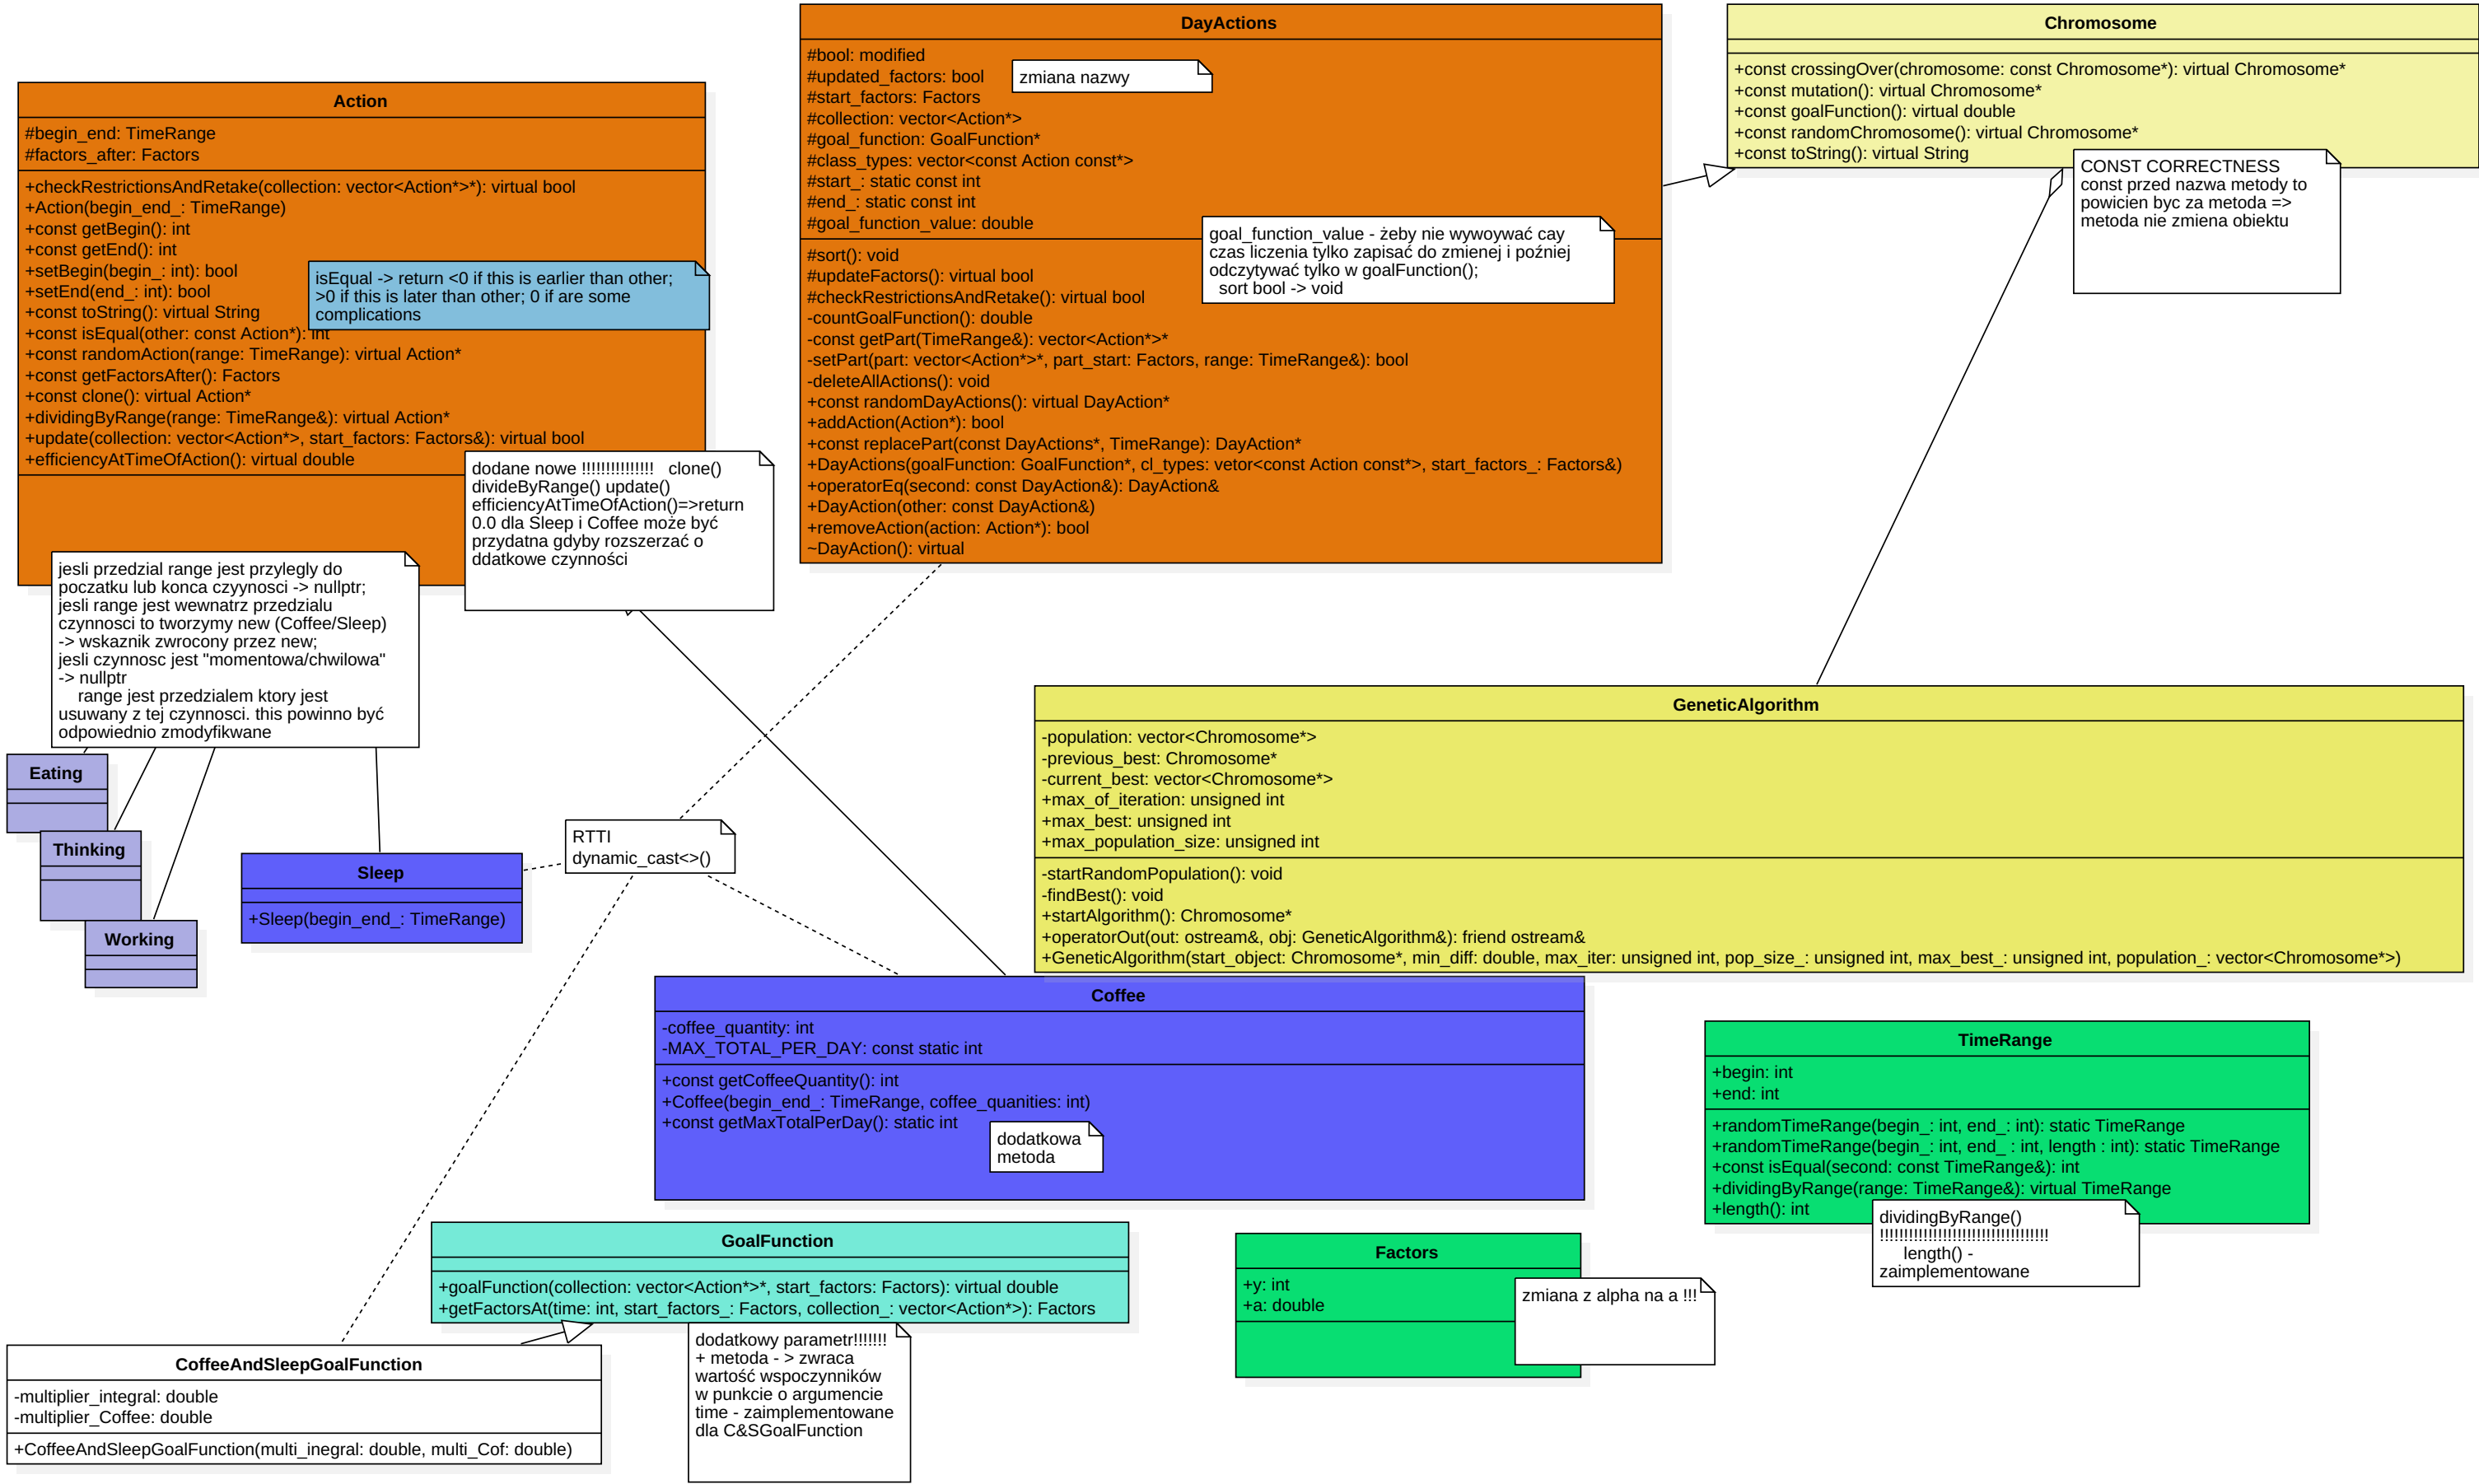 DayActions
#bool: modified
#updated_factors: bool
#start_factors: Factors
#collection: vector<Action*>
#goal_function: GoalFunction*
#class_types: vector<const Action const*>
#start_: static const int
#end_: static const int
#goal_function_value: double
#sort(): void
#updateFactors(): virtual bool
#checkRestrictionsAndRetake(): virtual bool
-countGoalFunction(): double
-const getPart(TimeRange&): vector<Action*>*
-setPart(part: vector<Action*>*, part_start: Factors, range: TimeRange&): bool
-deleteAllActions(): void
+const randomDayActions(): virtual DayAction*
+addAction(Action*): bool
+const replacePart(const DayActions*, TimeRange): DayAction*
+DayActions(goalFunction: GoalFunction*, cl_types: vetor<const Action const*>, start_factors_: Factors&)
+operatorEq(second: const DayAction&): DayAction&
+DayAction(other: const DayAction&)
+removeAction(action: Action*): bool
~DayAction(): virtual
zmiana nazwy
goal_function_value - żeby nie wywoywać cay
czas liczenia tylko zapisać do zmienej i poźniej
odczytywać tylko w goalFunction();
sort bool -> void
Chromosome
+const crossingOver(chromosome: const Chromosome*): virtual Chromosome*
+const mutation(): virtual Chromosome*
+const goalFunction(): virtual double
+const randomChromosome(): virtual Chromosome*
+const toString(): virtual String
CONST CORRECTNESS
const przed nazwa metody to
powicien byc za metoda =>
metoda nie zmiena obiektu
Action
#begin_end: TimeRange
#factors_after: Factors
+checkRestrictionsAndRetake(collection: vector<Action*>*): virtual bool
+Action(begin_end_: TimeRange)
+const getBegin(): int
+const getEnd(): int
+setBegin(begin_: int): bool
+setEnd(end_: int): bool
+const toString(): virtual String
+const isEqual(other: const Action*): int
+const randomAction(range: TimeRange): virtual Action*
+const getFactorsAfter(): Factors
+const clone(): virtual Action*
+dividingByRange(range: TimeRange&): virtual Action*
+update(collection: vector<Action*>, start_factors: Factors&): virtual bool
+efficiencyAtTimeOfAction(): virtual double
isEqual -> return <0 if this is earlier than other;
>0 if this is later than other; 0 if are some
complications
dodane nowe !!!!!!!!!!!!!!! clone()
divideByRange() update()
efficiencyAtTimeOfAction()=>return
0.0 dla Sleep i Coffee może być
przydatna gdyby rozszerzać o
ddatkowe czynności
jesli przedzial range jest przylegly do
poczatku lub konca czyynosci -> nullptr;
jesli range jest wewnatrz przedzialu
czynnosci to tworzymy new (Coffee/Sleep)
-> wskaznik zwrocony przez new;
jesli czynnosc jest "momentowa/chwilowa"
-> nullptr
range jest przedzialem ktory jest
usuwany z tej czynnosci. this powinno być
odpowiednio zmodyfikwane
GeneticAlgorithm
-population: vector<Chromosome*>
-previous_best: Chromosome*
-current_best: vector<Chromosome*>
+max_of_iteration: unsigned int
+max_best: unsigned int
+max_population_size: unsigned int
-startRandomPopulation(): void
-findBest(): void
+startAlgorithm(): Chromosome*
+operatorOut(out: ostream&, obj: GeneticAlgorithm&): friend ostream&
+GeneticAlgorithm(start_object: Chromosome*, min_diff: double, max_iter: unsigned int, pop_size_: unsigned int, max_best_: unsigned int, population_: vector<Chromosome*>)
Eating
Thinking
Working
Sleep
+Sleep(begin_end_: TimeRange)
RTTI
dynamic_cast<>()
Coffee
-coffee_quantity: int
-MAX_TOTAL_PER_DAY: const static int
+const getCoffeeQuantity(): int
+Coffee(begin_end_: TimeRange, coffee_quanities: int)
+const getMaxTotalPerDay(): static int
dodatkowa
metoda
TimeRange
+begin: int
+end: int
+randomTimeRange(begin_: int, end_: int): static TimeRange
+randomTimeRange(begin_: int, end_ : int, length : int): static TimeRange
+const isEqual(second: const TimeRange&): int
+dividingByRange(range: TimeRange&): virtual TimeRange
+length(): int
dividingByRange()
!!!!!!!!!!!!!!!!!!!!!!!!!!!!!!!!!!!
length() -
zaimplementowane
GoalFunction
+goalFunction(collection: vector<Action*>*, start_factors: Factors): virtual double
+getFactorsAt(time: int, start_factors_: Factors, collection_: vector<Action*>): Factors
dodatkowy parametr!!!!!!!
+ metoda - > zwraca
wartość wspoczynników
w punkcie o argumencie
time - zaimplementowane
dla C&SGoalFunction
Factors
+y: int
+a: double
zmiana z alpha na a !!!
CoffeeAndSleepGoalFunction
-multiplier_integral: double
-multiplier_Coffee: double
+CoffeeAndSleepGoalFunction(multi_inegral: double, multi_Cof: double)